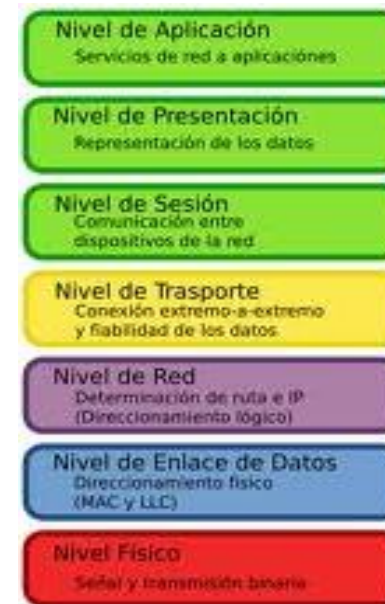 Nivel de Aplicación
Servicios de red a aplicaciónes
Nivel de Presentación
Representación de los datos
Nivel de Sesión
Comunicación entre
dispositivos de la red
Nivel de Trasporte
Conexión extremo-a-extremo
y fiabilidad de los datos
Nivel de Red
Determinación de ruta e IP
(Direccionamiento lógico)
Nivel de Enlace de Datos
Direccionamiento fisico
(MAC y LLC)
Nivel Físico
Señal y transmisión binaria